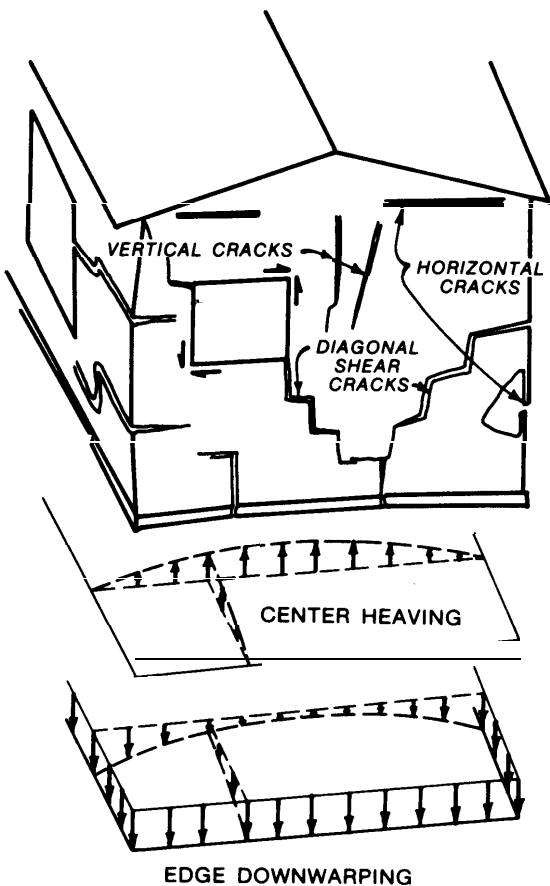 VERTICAL CRACKS
HORIZONTAL
CRACKS
DIAGONAL
SHEAR
CRACKS
CENTER HEAVING
EDGE DOWNWARPING